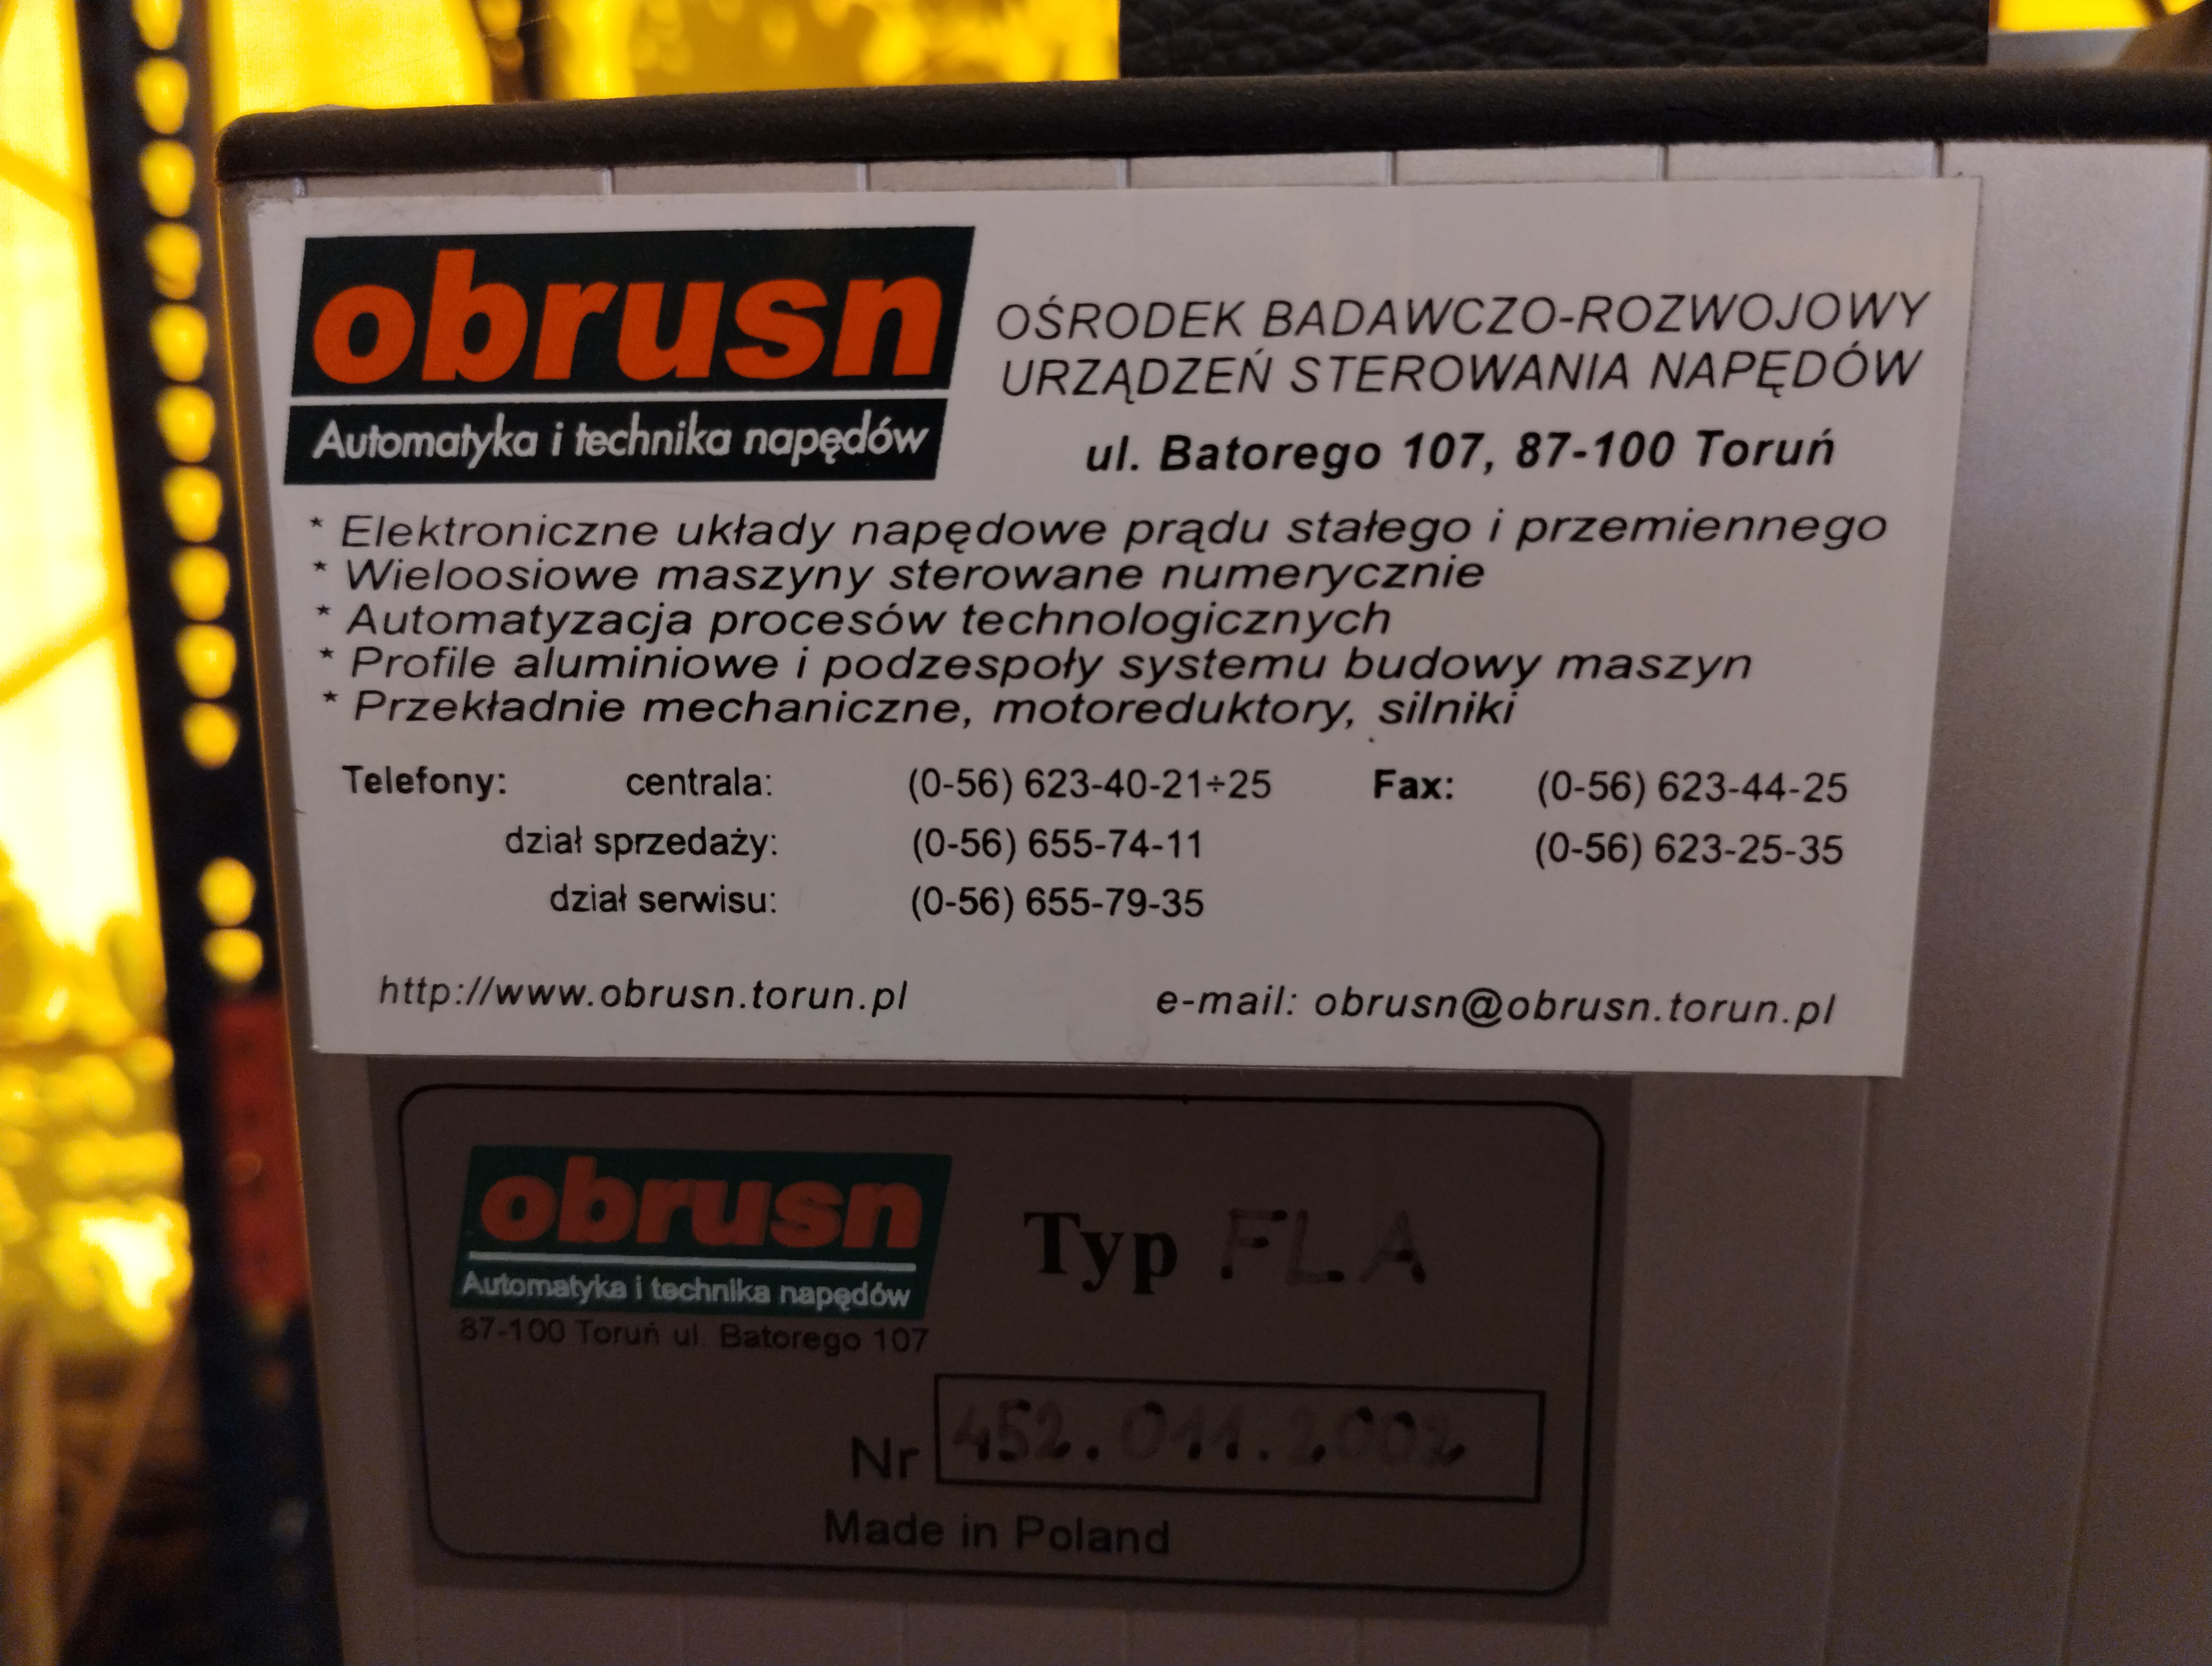 obrusn
Automatyka i technika napędów
OŚRODEK BADAWCZO-ROZWOJOWY
URZĄDZEŃ STEROWANIA NAPĘDÓW
ul. Batorego 107, 87-100 Toruń
* Elektroniczne układy napędowe prądu stałego i przemiennego
* Wieloosiowe maszyny sterowane numerycznie
* Automatyzacja procesów technologicznych
* Profile aluminiowe i podzespoły systemu budowy maszyn
* Przekładnie mechaniczne, motoreduktory, silniki
Telefony: centrala: (0-56) 623-40-21÷25 Fax: (0-56) 623-44-25
dział sprzedaży: (0-56) 655-74-11 (0-56) 623-25-35
dział serwisu: (0-56) 655-79-35
http://www.obrusn.torun.pl e-mail: obrusn@obrusn.torun.pl
obrusn
Automatyka i technika napędów
87-100 Toruń ul. Batorego 107
Typ FLA
Nr 452.011.2002
Made in Poland